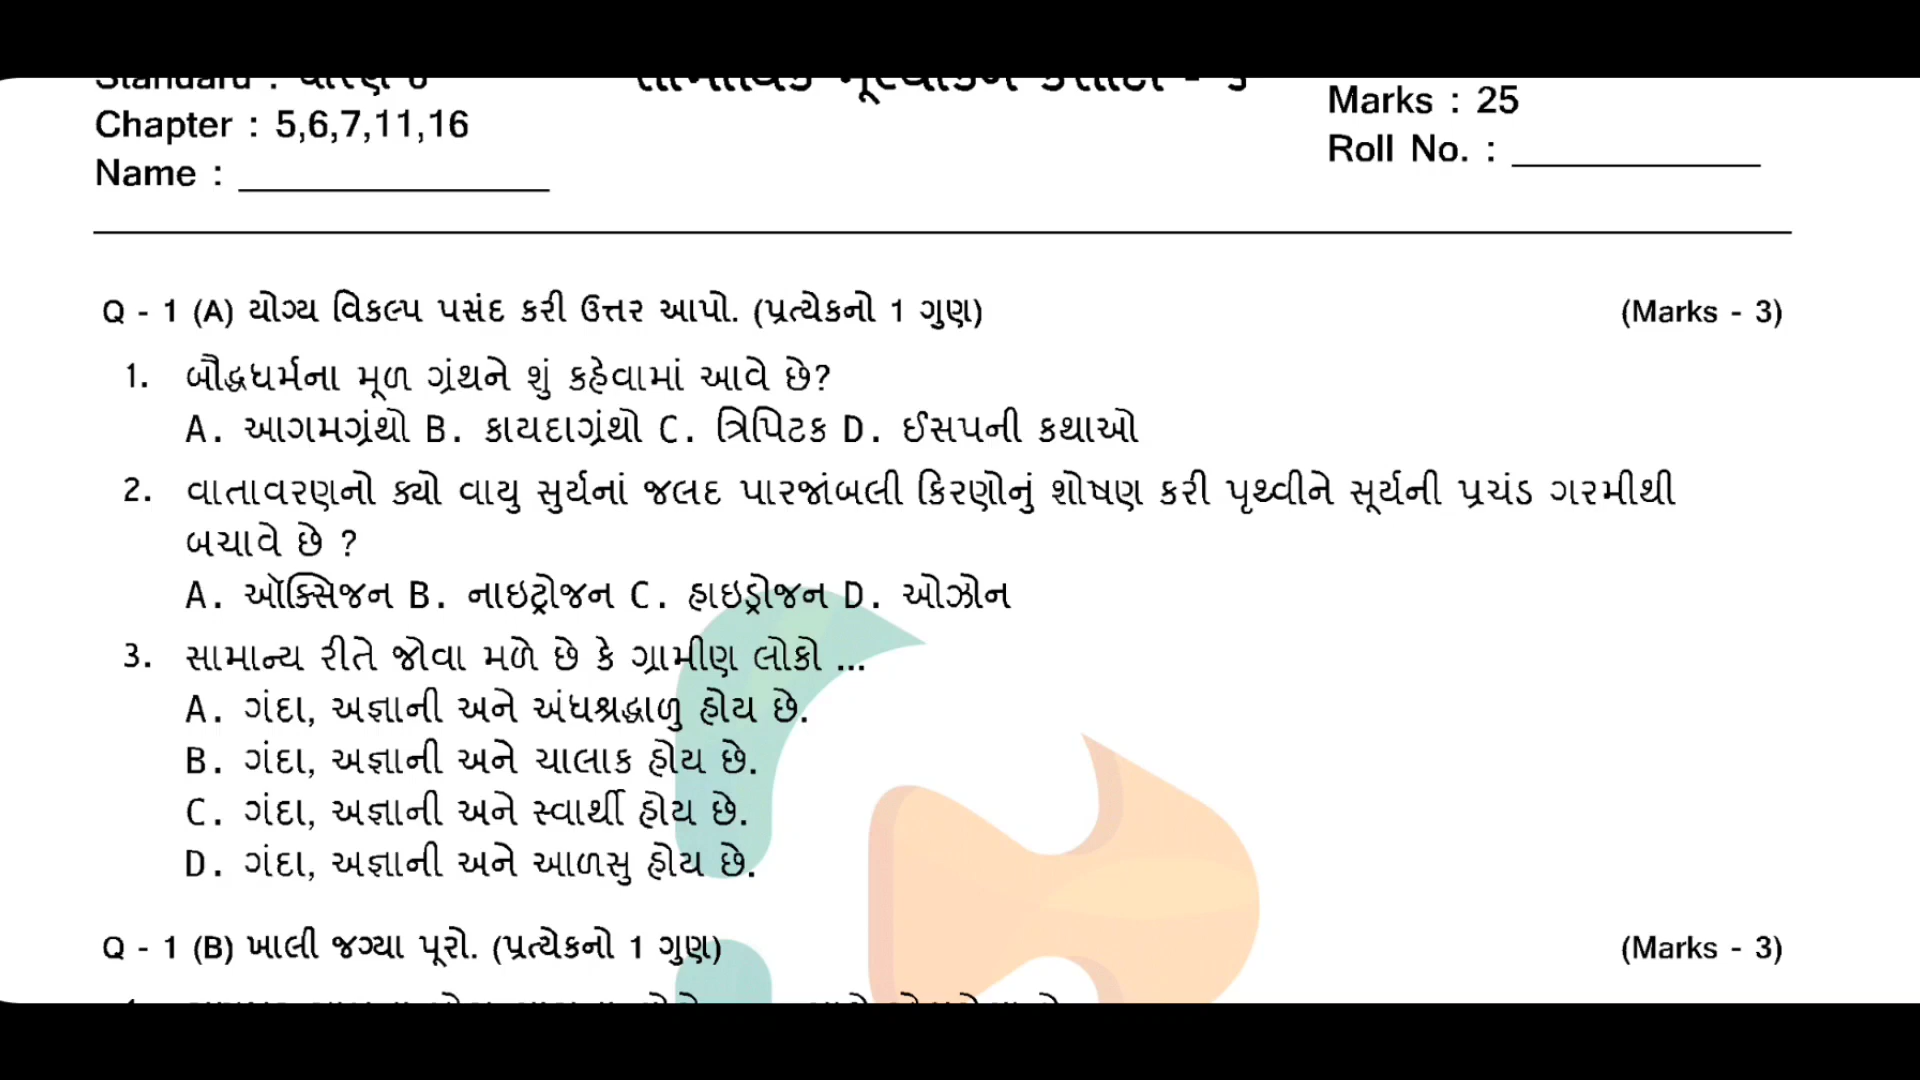 Chapter : 5,6,7,11,16
Marks : 25
Name :
Roll No. :
Q - 1 (A) યોગ્ય વિકલ્પ પસંદ કરી ઉત્તર આપો. (પ્રત્યેકનો 1 ગુણ) (Marks - 3)
1. બૌદ્ધધર્મના મૂળ ગ્રંથને શું કહેવામાં આવે છે?
A. આગમગ્રંથો B. કાયદાગ્રંથો C. ત્રિપિટક D. ઈસપની કથાઓ
2. વાતાવરણનો ક્યો વાયુ સુર્યનાં જલદ પારજાંબલી કિરણોનું શોષણ કરી પૃથ્વીને સૂર્યની પ્રચંડ ગરમીથી
બચાવે છે ?
A. ઑક્સિજન B. નાઇટ્રોજન C. હાઇડ્રોજન D. ઓઝોન
3. સામાન્ય રીતે જોવા મળે છે કે ગ્રામીણ લોકો ...
A. ગંદા, અજ્ઞાની અને અંધશ્રદ્ધાળુ હોય છે.
B. ગંદા, અજ્ઞાની અને ચાલાક હોય છે.
C. ગંદા, અજ્ઞાની અને સ્વાર્થી હોય છે.
D. ગંદા, અજ્ઞાની અને આળસુ હોય છે.
Q - 1 (B) ખાલી જગ્યા પૂરો. (પ્રત્યેકનો 1 ગુણ) (Marks - 3)